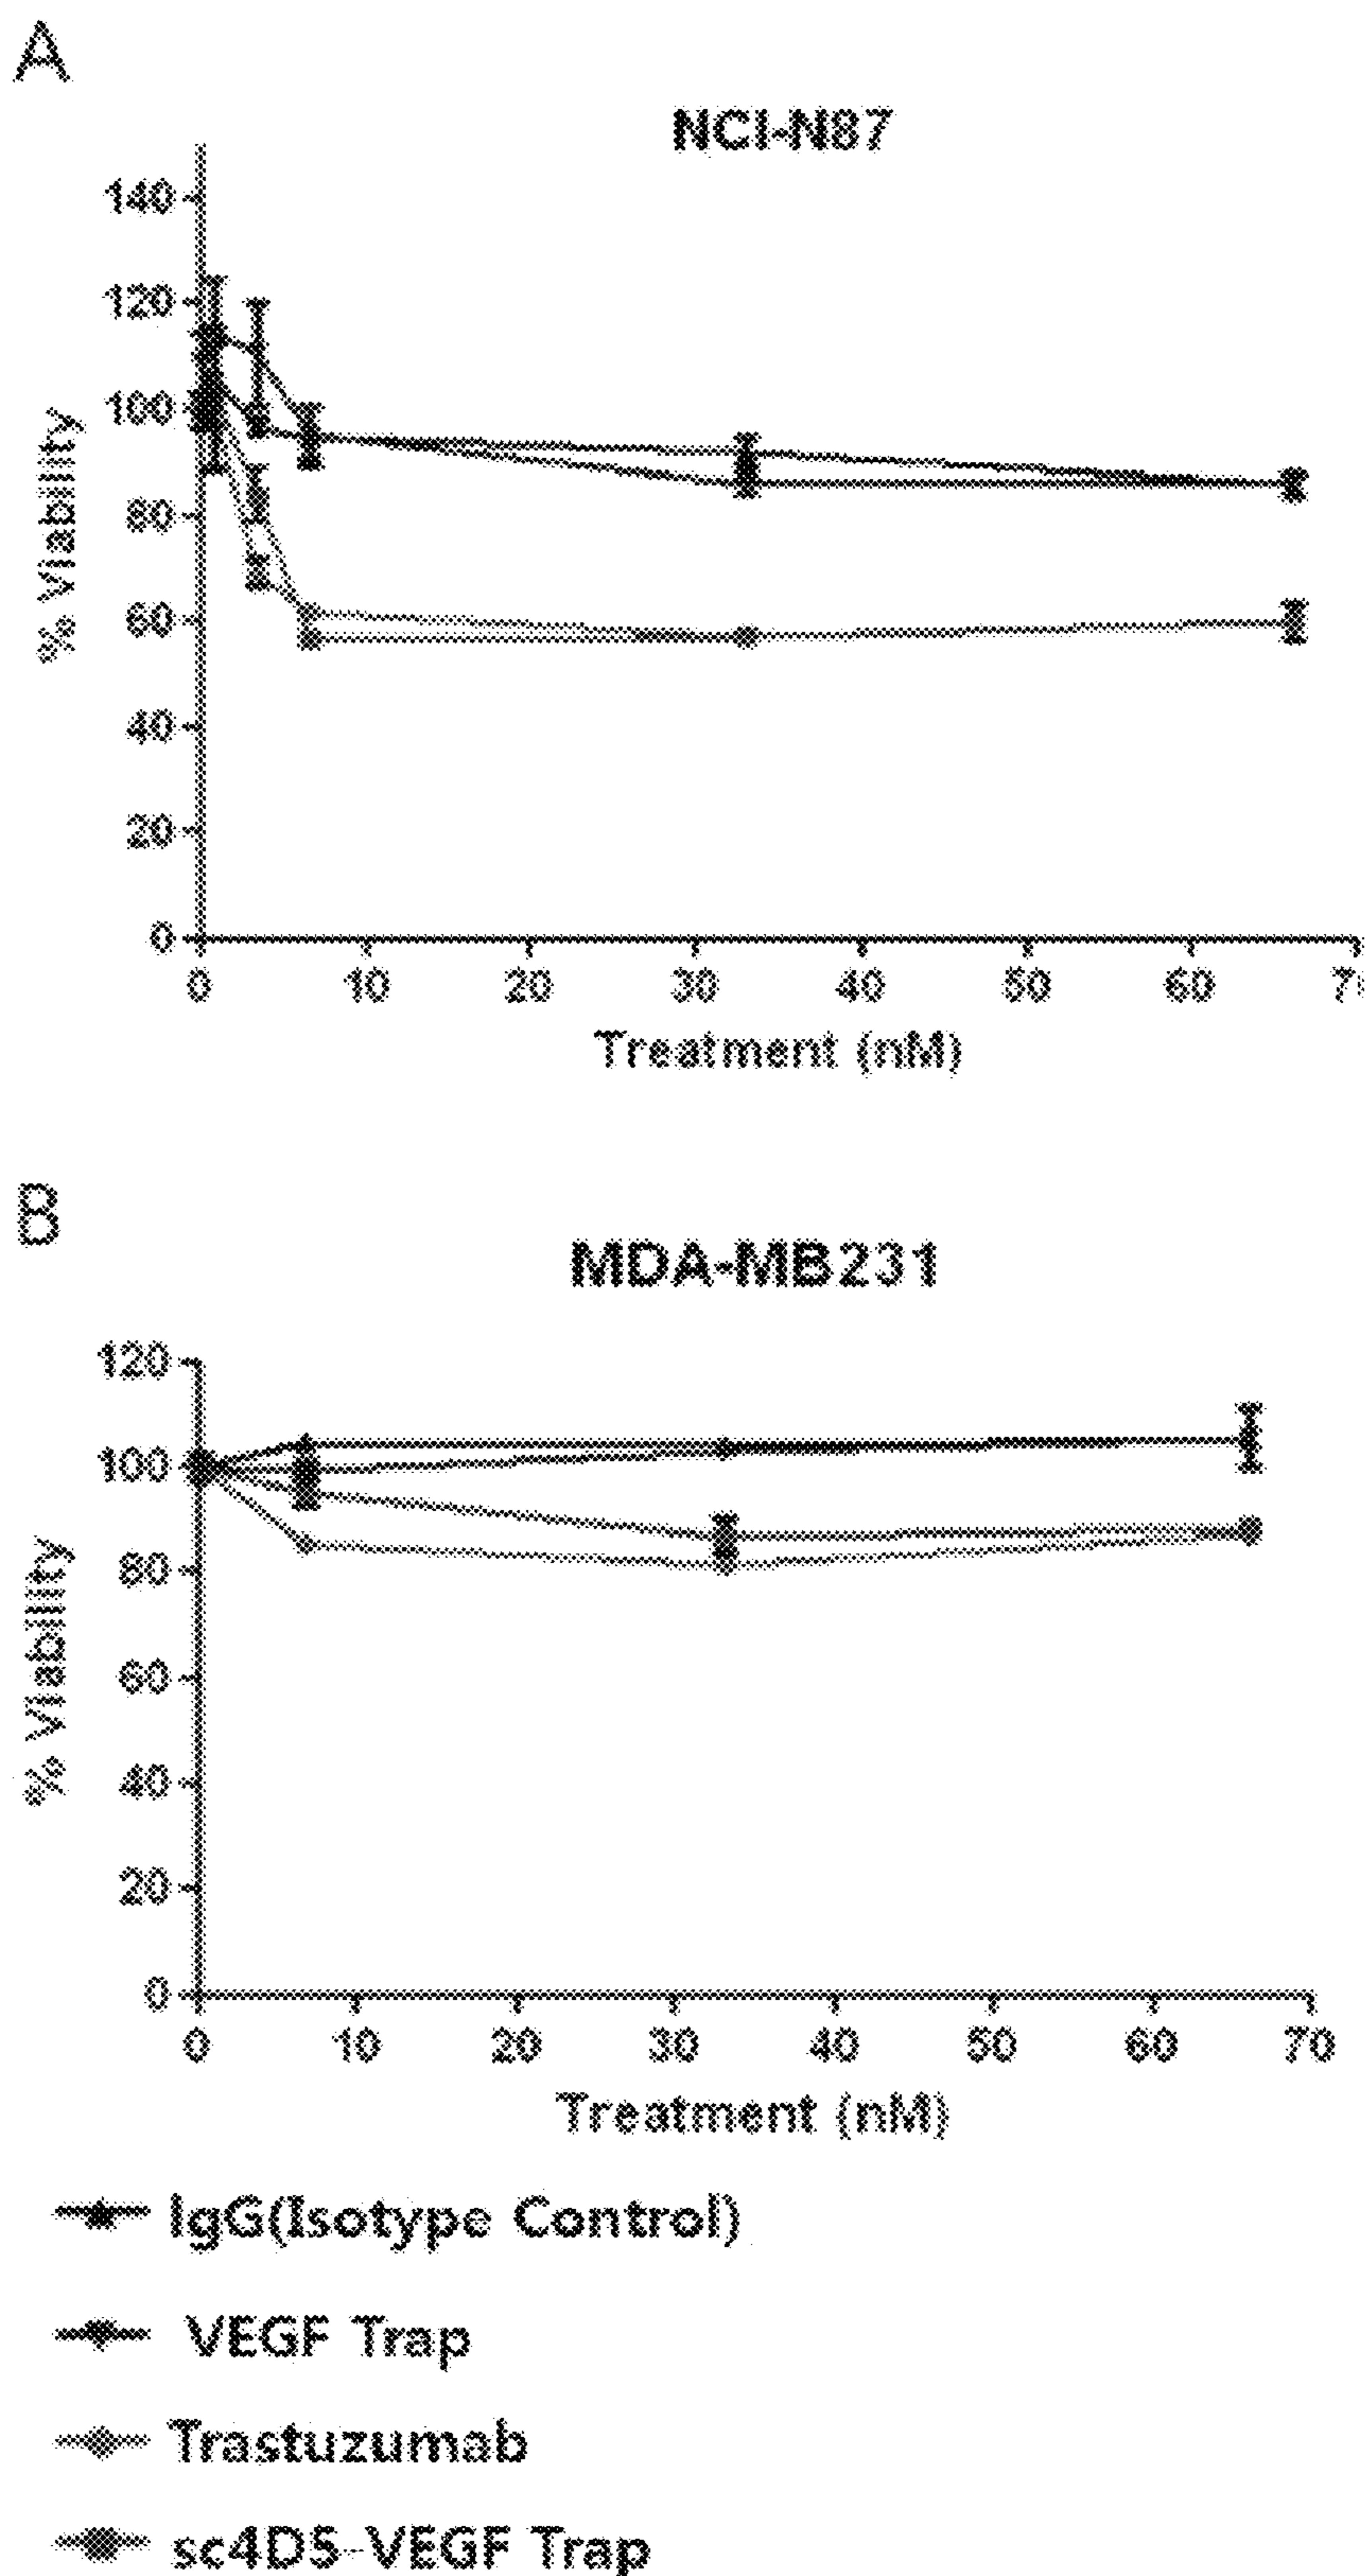 A
NCI-N87
140
120
100
80
60
40
20
0
% Viability
0 10 20 30 40 50 60 7
Treatment (nM)
B
MDA-MB231
120
100
80
60
40
20
0
% Viability
0 10 20 30 40 50 60 70
Treatment (nM)
IgG(Isotype Control)
VEGF Trap
Trastuzumab
sc4D5-VEGF Trap